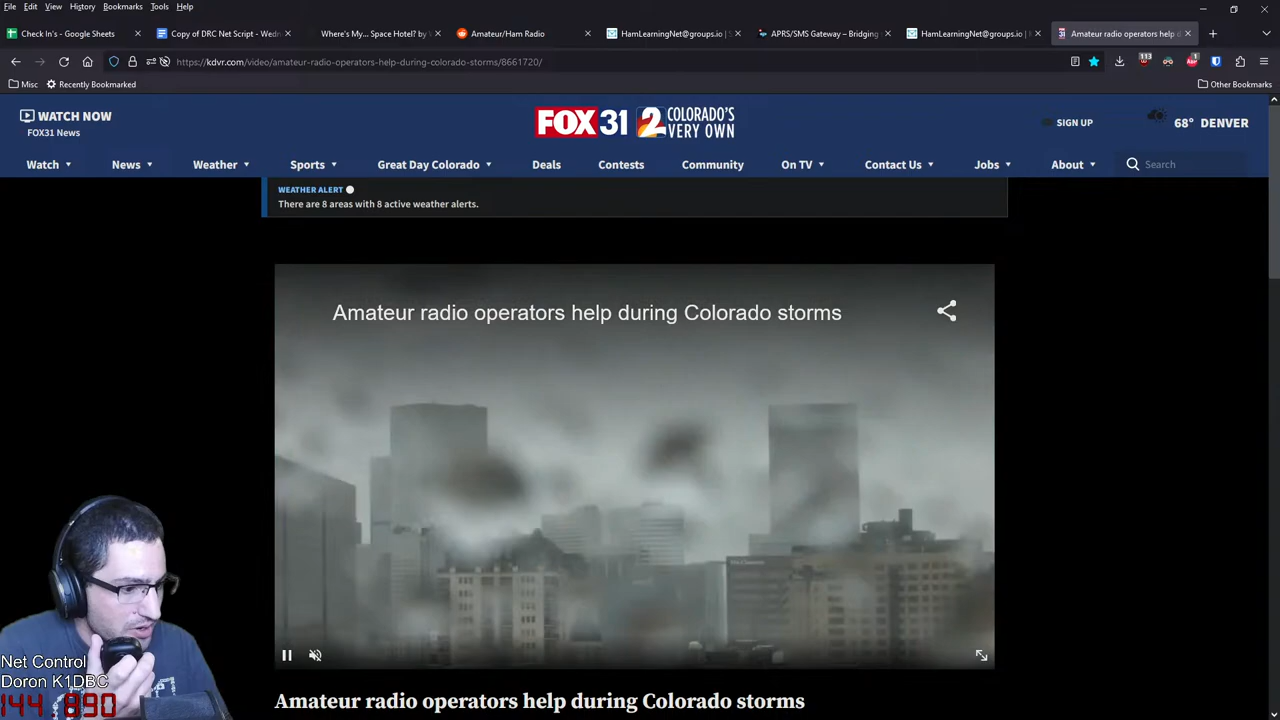 File Edit View History Bookmarks Tools Help
Check In's - Google Sheets
Copy of DRC Net Script - Wedn
Where's My... Space Hotel? by V
Amateur/Ham Radio
HamLearningNet@groups.io | S
APRS/SMS Gateway – Bridging
HamLearningNet@groups.io |
Amateur radio operators help d
https://kdvr.com/video/amateur-radio-operators-help-during-colorado-storms/8661720/
113
1
Misc
Recently Bookmarked
Other Bookmarks
WATCH NOW
FOX31 News
FOX 31 2 COLORADO'S VERY OWN
SIGN UP
68° DENVER
Watch News Weather Sports Great Day Colorado Deals Contests Community On TV Contact Us Jobs About Search
WEATHER ALERT
There are 8 areas with 8 active weather alerts.
Amateur radio operators help during Colorado storms
Net Control
Doron K1DBC
144.890
Amateur radio operators help during Colorado storms